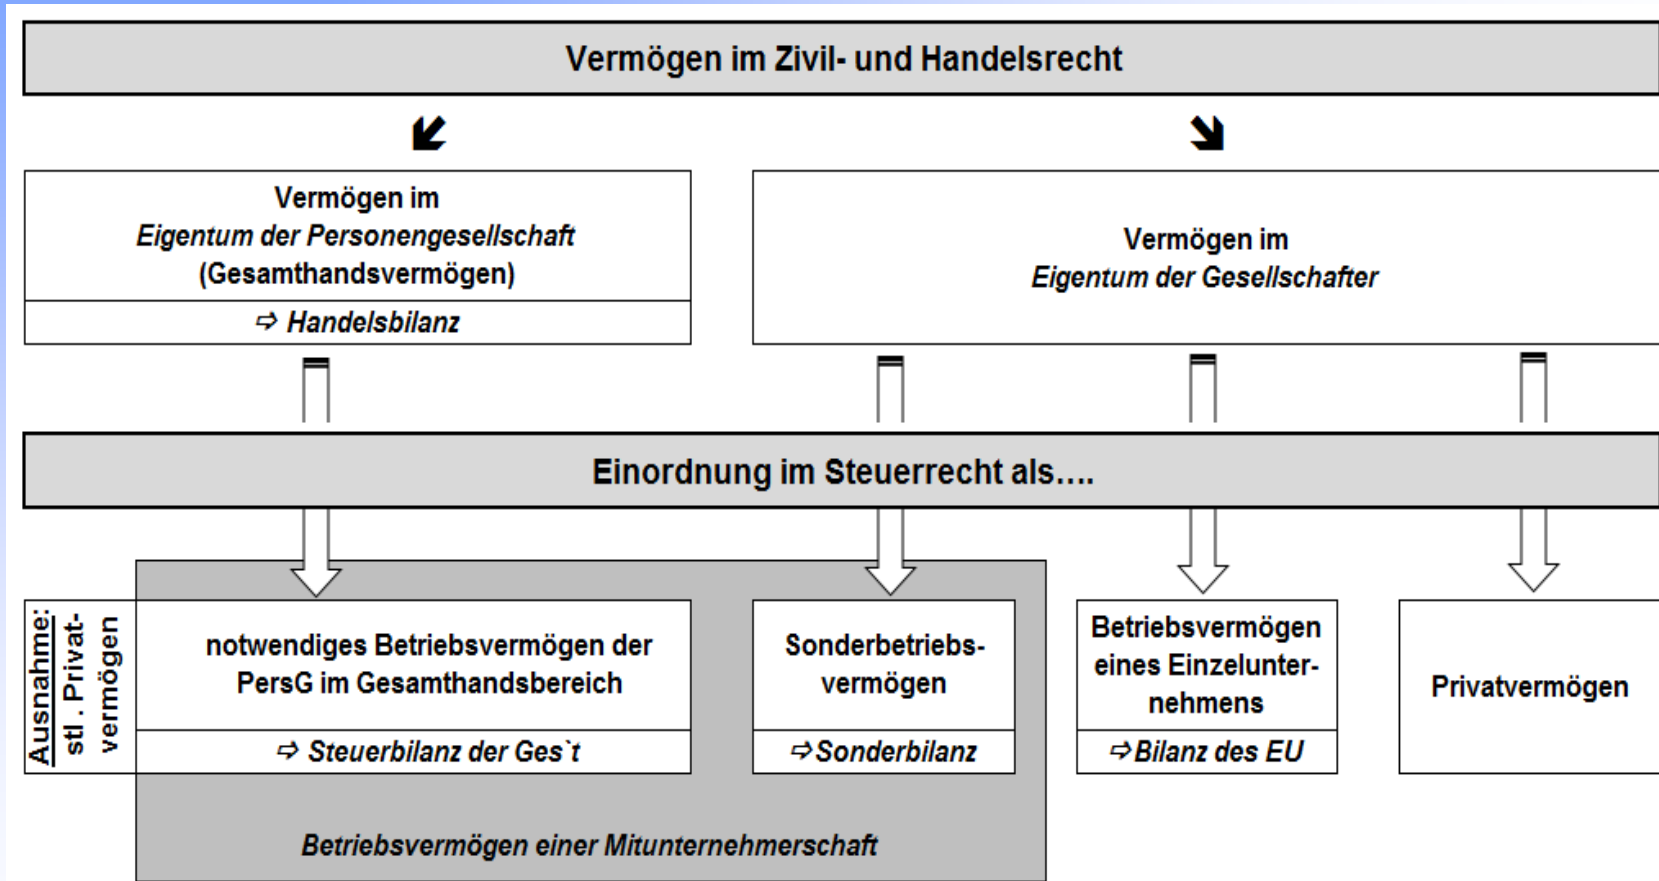 Vermögen im Zivil- und Handelsrecht
Vermögen im
Eigentum der Personengesellschaft
(Gesamthandsvermögen)
⇨ Handelsbilanz
Vermögen im
Eigentum der Gesellschafter
Einordnung im Steuerrecht als....
Ausnahme:
stl . Privat-
vermögen
notwendiges Betriebsvermögen der
PersG im Gesamthandsbereich
⇨ Steuerbilanz der Ges`t
Sonderbetriebs-
vermögen
⇨Sonderbilanz
Betriebsvermögen
eines Einzelunter-
nehmens
⇨Bilanz des EU
Privatvermögen
Betriebsvermögen einer Mitunternehmerschaft